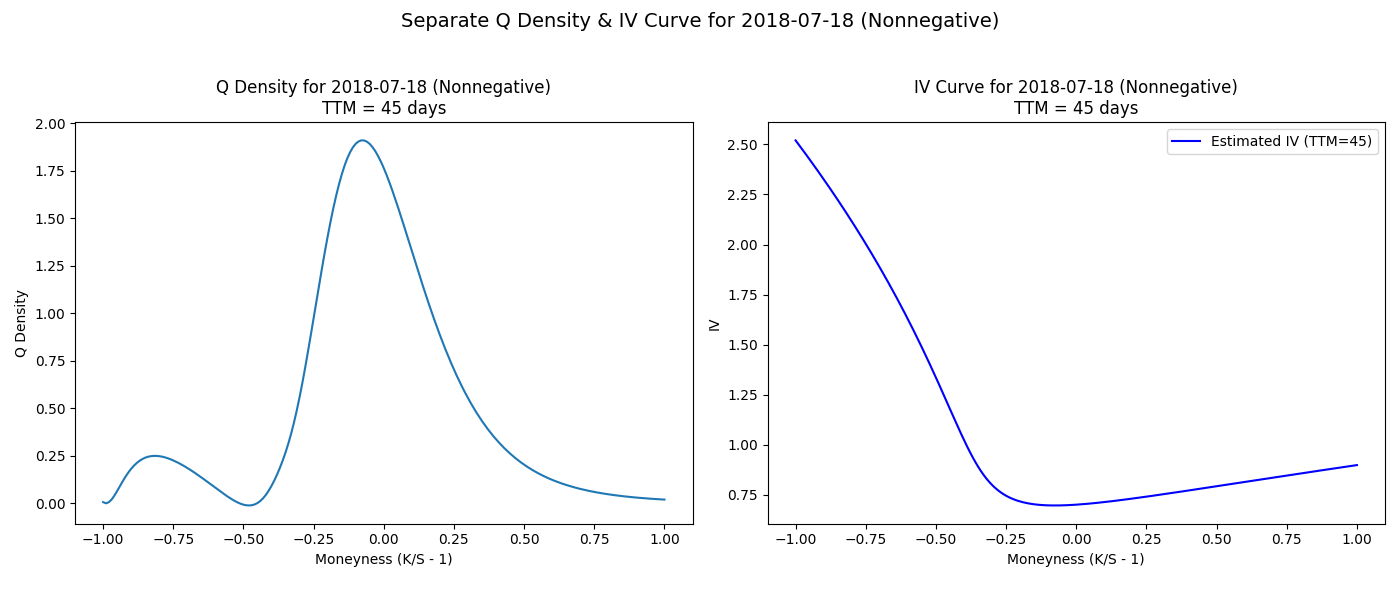 Separate Q Density & IV Curve for 2018-07-18 (Nonnegative)
Q Density for 2018-07-18 (Nonnegative)
TTM = 45 days
2.00
1.75
1.50
1.25
1.00
0.75
0.50
0.25
0.00
Q Density
−1.00 −0.75 −0.50 −0.25 0.00 0.25 0.50 0.75 1.00
Moneyness (K/S - 1)
IV Curve for 2018-07-18 (Nonnegative)
TTM = 45 days
Estimated IV (TTM=45)
2.50
2.25
2.00
1.75
1.50
1.25
1.00
0.75
IV
−1.00 −0.75 −0.50 −0.25 0.00 0.25 0.50 0.75 1.00
Moneyness (K/S - 1)